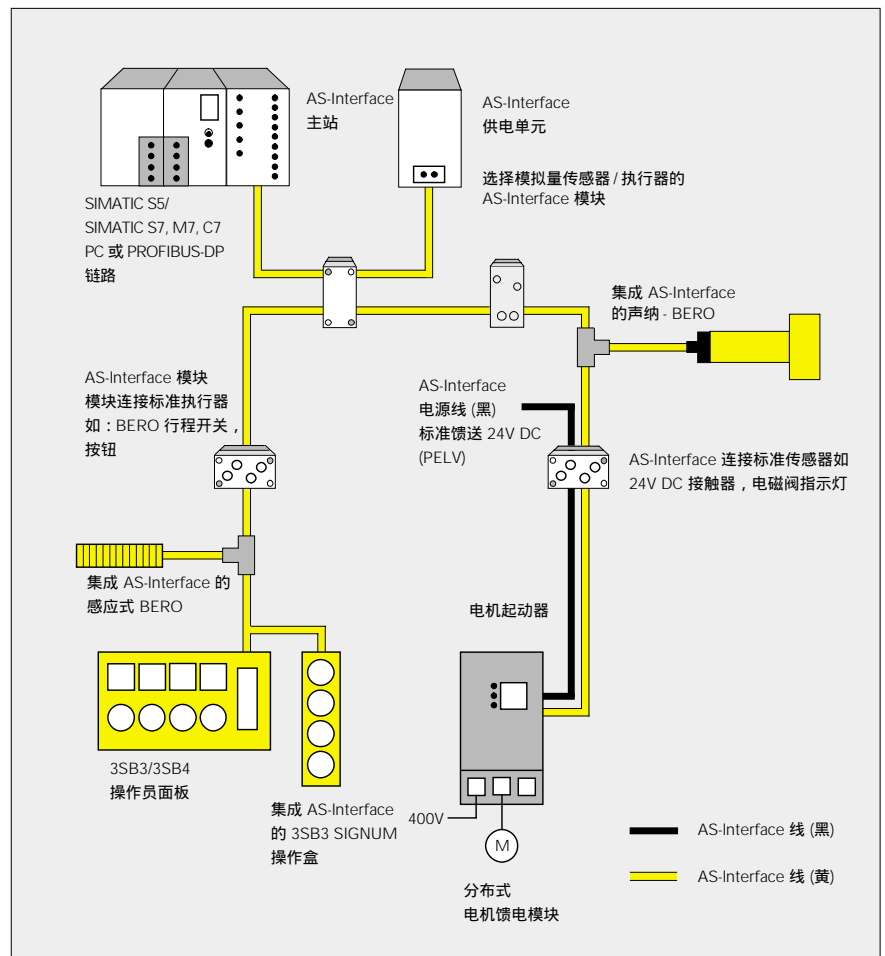 AS-Interface
主站
AS-Interface
供电单元
选择模拟量传感器/执行器的
AS-Interface 模块
SIMATIC S5/
SIMATIC S7, M7, C7
PC 或 PROFIBUS-DP
链路
集成 AS-Interface
的声纳 - BERO
AS-Interface 模块
模块连接标准执行器
如：BERO 行程开关，
按钮
AS-Interface
电源线 (黑)
标准馈送 24V DC
(PELV)
AS-Interface 连接标准传感器如
24V DC 接触器，电磁阀指示灯
集成 AS-Interface 的
感应式 BERO
电机起动器
3SB3/3SB4
操作员面板
集成 AS-Interface
的 3SB3 SIGNUM
操作盒
400V
M
分布式
电机馈电模块
AS-Interface 线 (黑)
AS-Interface 线 (黄)